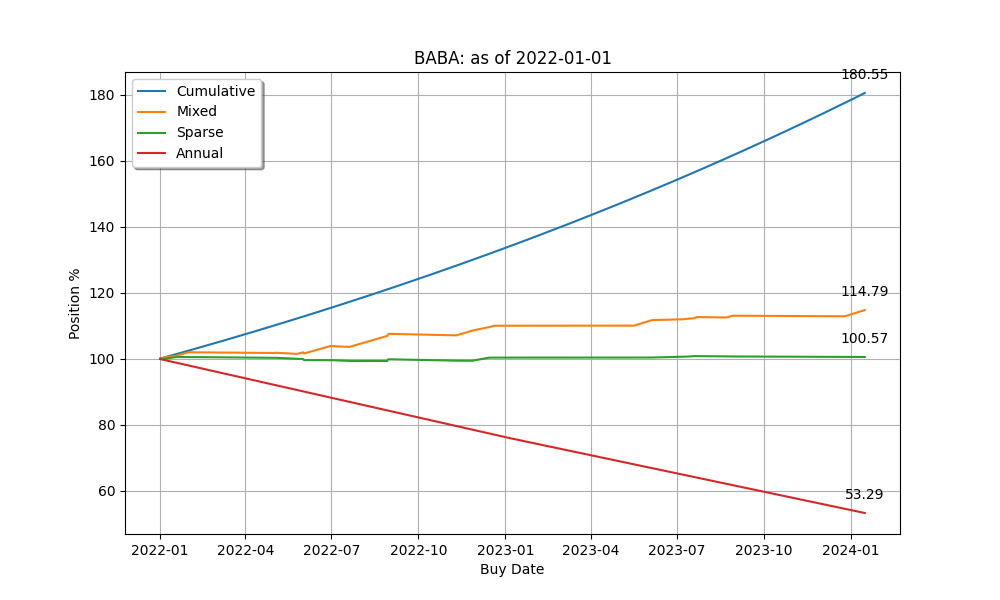 BABA: as of 2022-01-01
Cumulative
Mixed
Sparse
Annual
180.55
114.79
100.57
53.29
Position %
180
160
140
120
100
80
60
2022-01 2022-04 2022-07 2022-10 2023-01 2023-04 2023-07 2023-10 2024-01
Buy Date